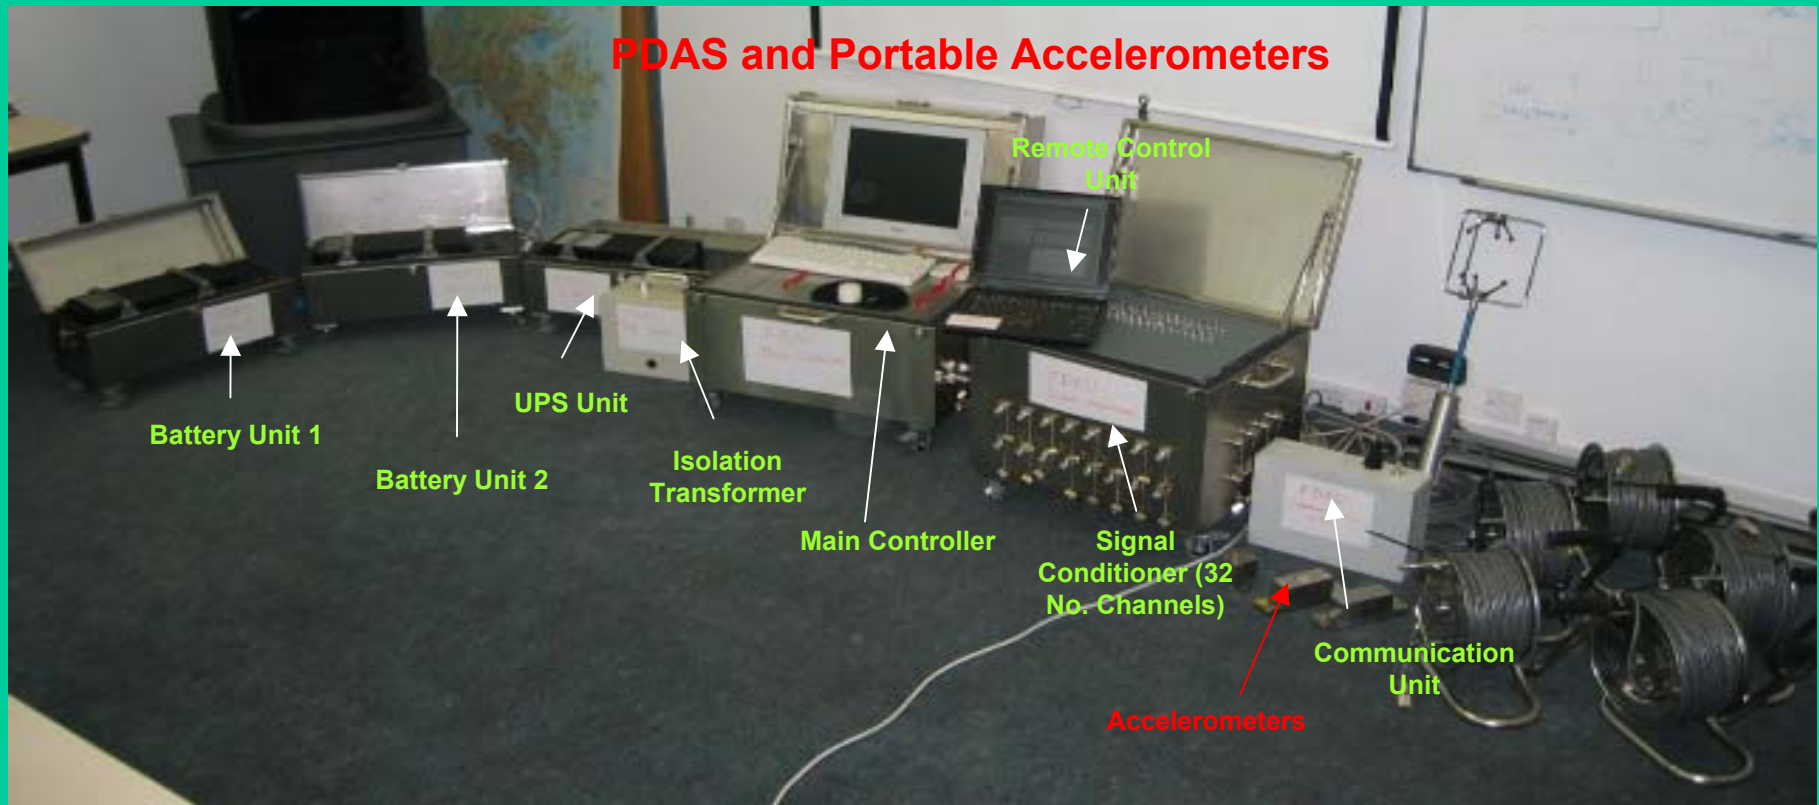 PDAS and Portable Accelerometers
Remote Control
Unit
UPS Unit
Battery Unit 1
Battery Unit 2
Isolation
Transformer
Main Controller
Signal
Conditioner (32
No. Channels)
Communication
Unit
Accelerometers